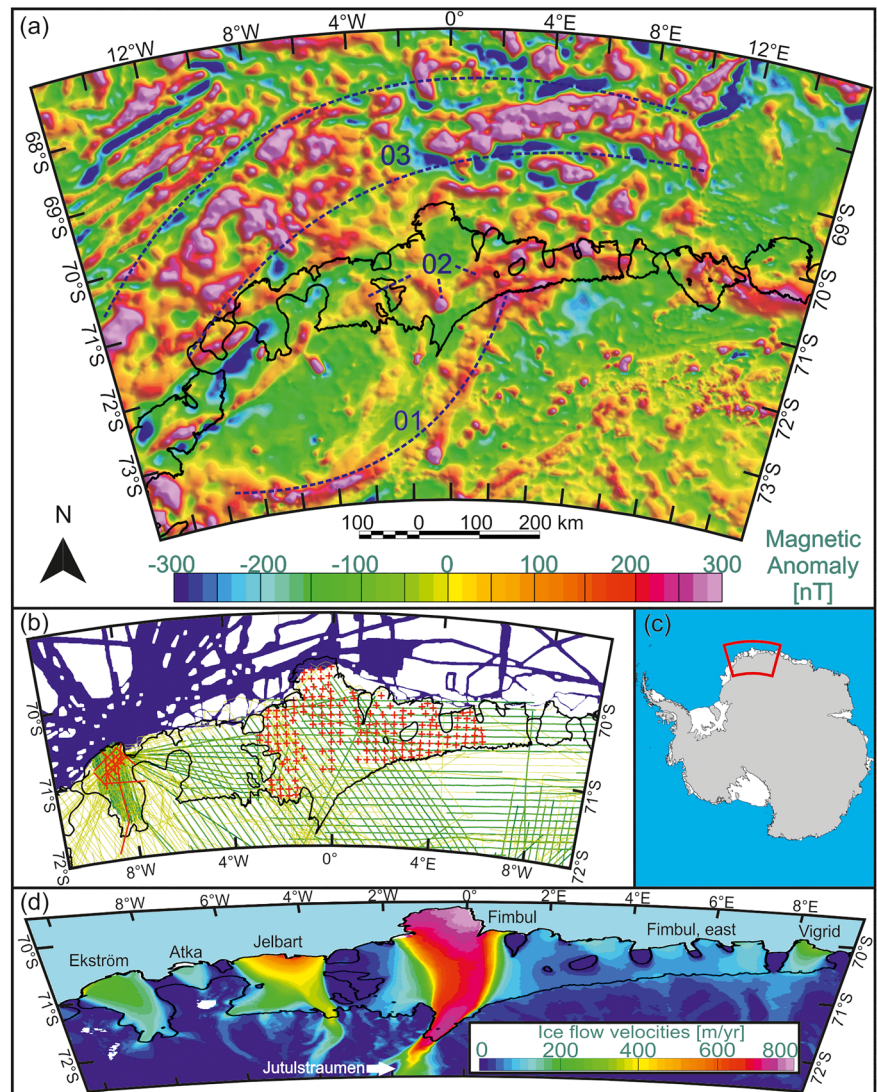 (a)
12°W 8°W 4°W 0° 4°E 8°E 12°E
68°S
69°S
70°S
71°S
72°S
73°S
69°S
70°S
71°S
72°S
73°S
03
02
01
N
100 0 100 200 km
-300 -200 -100 0 100 200 300
Magnetic
Anomaly
[nT]
(b)
70°S
71°S
72°S
70°S
71°S
72°S
8°W 4°W 0° 4°E 8°E
(c)
(d)
8°W 6°W 4°W 2°W 0° 2°E 4°E 6°E 8°E
Ekström
Atka
Jelbart
Fimbul
Fimbul, east
Vigrid
70°S
71°S
72°S
70°S
71°S
72°S
Jutulstraumen
Ice flow velocities [m/yr]
0 200 400 600 800